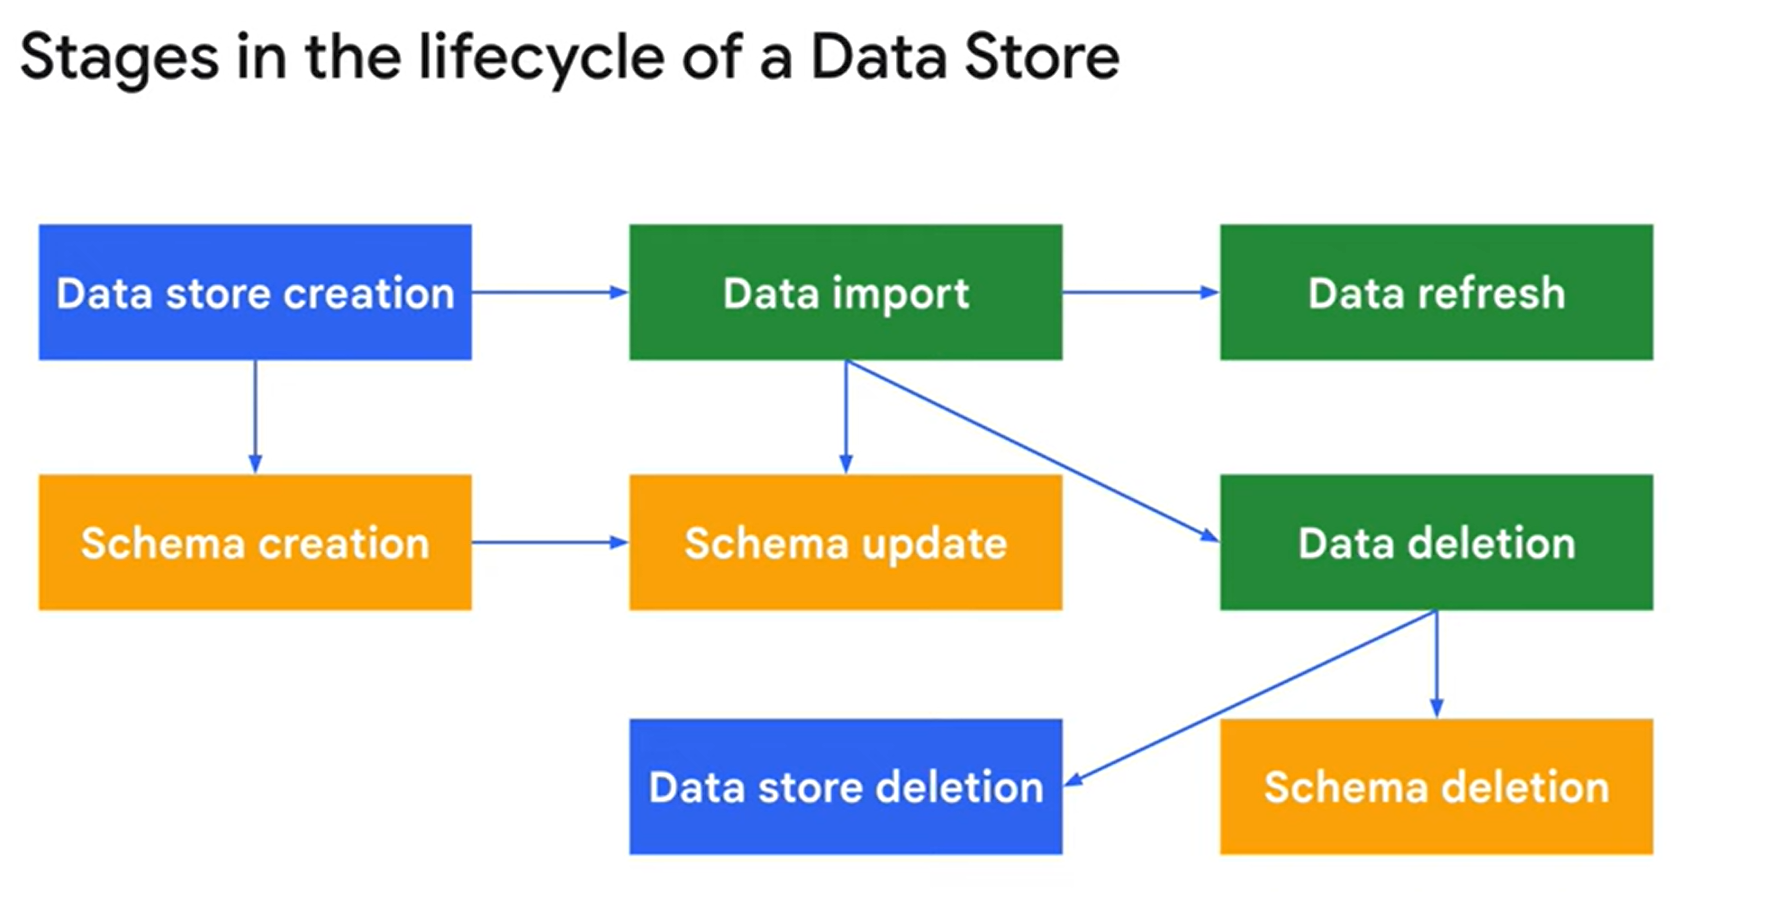 Stages in the lifecycle of a Data Store
Data store creation
Data import
Data refresh
Schema creation
Schema update
Data deletion
Data store deletion
Schema deletion